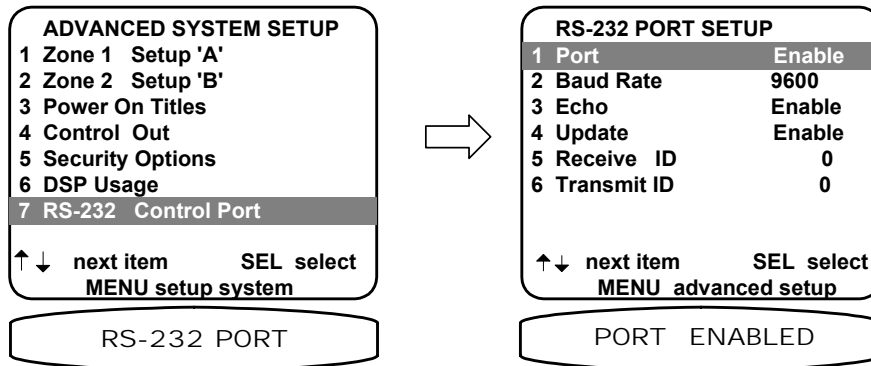 ADVANCED SYSTEM SETUP
1 Zone 1 Setup 'A'
2 Zone 2 Setup 'B'
3 Power On Titles
4 Control Out
5 Security Options
6 DSP Usage
7 RS-232 Control Port
↑ ↓ next item SEL select
MENU setup system
RS-232 PORT
RS-232 PORT SETUP
1 Port Enable
2 Baud Rate 9600
3 Echo Enable
4 Update Enable
5 Receive ID 0
6 Transmit ID 0
↑ ↓ next item SEL select
MENU advanced setup
PORT ENABLED